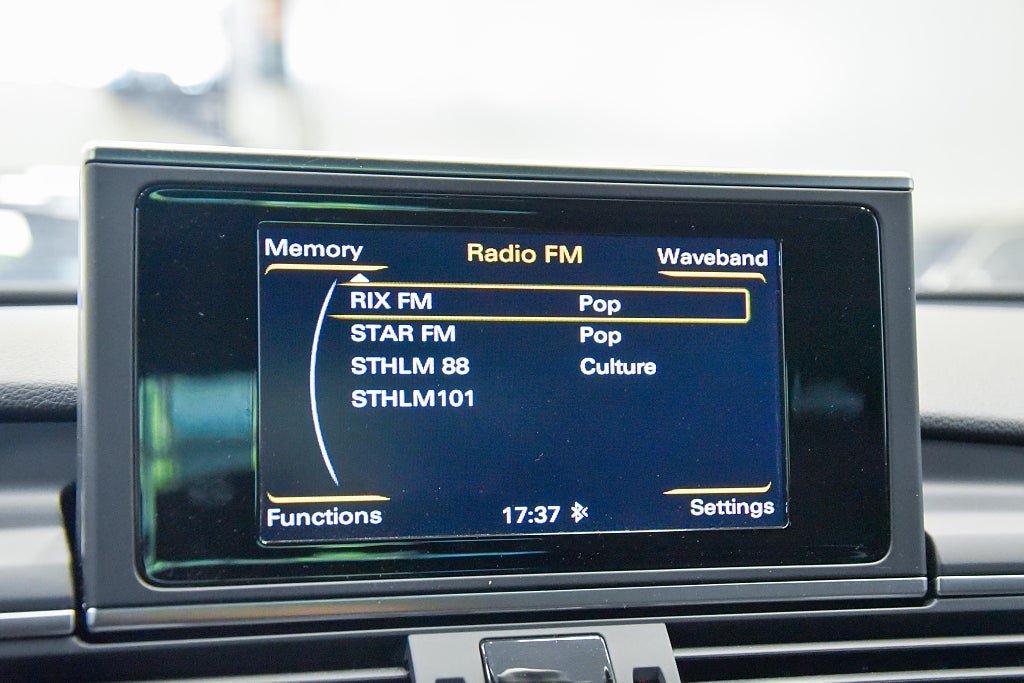 Memory Radio FM Waveband
RIX FM Pop
STAR FM Pop
STHLM 88 Culture
STHLM101
Functions 17:37 Settings